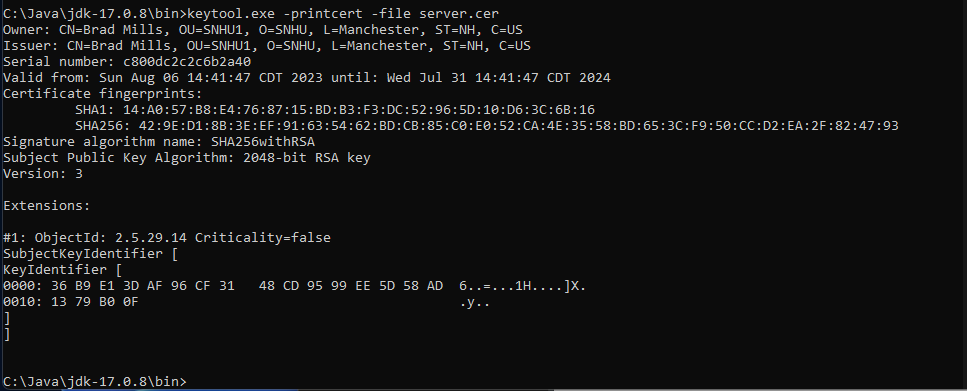 C:\Java\jdk-17.0.8\bin>keytool.exe -printcert -file server.cer
Owner: CN=Brad Mills, OU=SNHU1, O=SNHU, L=Manchester, ST=NH, C=US
Issuer: CN=Brad Mills, OU=SNHU1, O=SNHU, L=Manchester, ST=NH, C=US
Serial number: c800dc2c2c6b2a40
Valid from: Sun Aug 06 14:41:47 CDT 2023 until: Wed Jul 31 14:41:47 CDT 2024
Certificate fingerprints:
         SHA1: 14:A0:57:B8:E4:76:87:15:BD:B3:F3:DC:52:96:5D:10:D6:3C:6B:16
         SHA256: 42:9E:D1:8B:3E:EF:91:63:54:62:BD:CB:85:C0:E0:52:CA:4E:35:58:BD:65:3C:F9:50:CC:D2:EA:2F:82:47:93
Signature algorithm name: SHA256withRSA
Subject Public Key Algorithm: 2048-bit RSA key
Version: 3
Extensions:
#1: ObjectId: 2.5.29.14 Criticality=false
SubjectKeyIdentifier [
KeyIdentifier [
0000: 36 B9 E1 3D AF 96 CF 31   48 CD 95 99 EE 5D 58 AD  6..=...1H....]X.
0010: 13 79 B0 0F                                        .y..
]
]
C:\Java\jdk-17.0.8\bin>